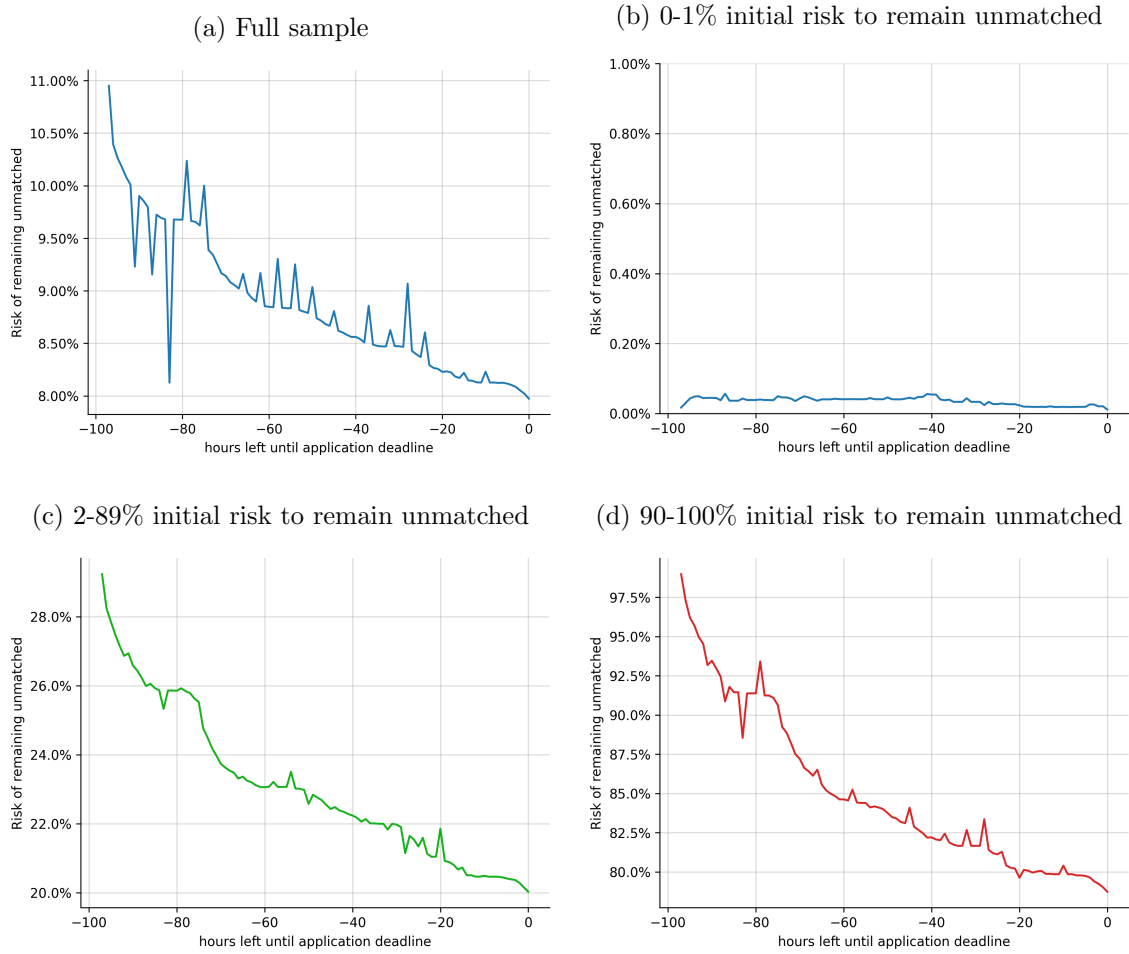 (a) Full sample
11.00%
10.50%
10.00%
9.50%
9.00%
8.50%
8.00%
Risk of remaining unmatched
−100 −80 −60 −40 −20 0
hours left until application deadline
(b) 0-1% initial risk to remain unmatched
1.00%
0.80%
0.60%
0.40%
0.20%
0.00%
Risk of remaining unmatched
−100 −80 −60 −40 −20 0
hours left until application deadline
(c) 2-89% initial risk to remain unmatched
28.0%
26.0%
24.0%
22.0%
20.0%
Risk of remaining unmatched
−100 −80 −60 −40 −20 0
hours left until application deadline
(d) 90-100% initial risk to remain unmatched
97.5%
95.0%
92.5%
90.0%
87.5%
85.0%
82.5%
80.0%
Risk of remaining unmatched
−100 −80 −60 −40 −20 0
hours left until application deadline